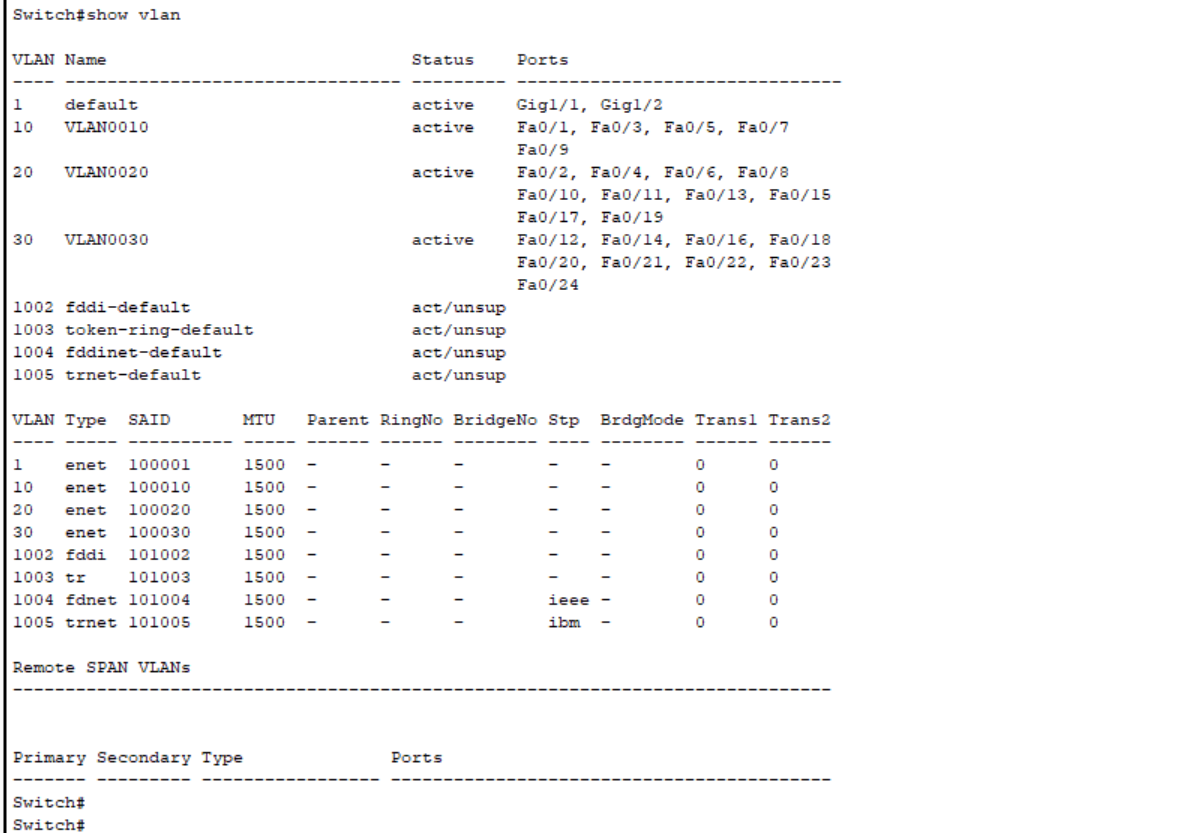 Switch#show vlan
VLAN Name                             Status    Ports
---- -------------------------------- --------- -------------------------------
1    default                          active    Gig1/1, Gig1/2
10   VLAN0010                         active    Fa0/1, Fa0/3, Fa0/5, Fa0/7
                                                Fa0/9
20   VLAN0020                         active    Fa0/2, Fa0/4, Fa0/6, Fa0/8
                                                Fa0/10, Fa0/11, Fa0/13, Fa0/15
                                                Fa0/17, Fa0/19
30   VLAN0030                         active    Fa0/12, Fa0/14, Fa0/16, Fa0/18
                                                Fa0/20, Fa0/21, Fa0/22, Fa0/23
                                                Fa0/24
1002 fddi-default                     act/unsup
1003 token-ring-default               act/unsup
1004 fddinet-default                  act/unsup
1005 trnet-default                    act/unsup
VLAN Type  SAID       MTU   Parent RingNo BridgeNo Stp  BrdgMode Trans1 Trans2
---- ----- ---------- ----- ------ ------ -------- ---- -------- ------ ------
1    enet  100001     1500  -      -      -        -    -        0      0
10   enet  100010     1500  -      -      -        -    -        0      0
20   enet  100020     1500  -      -      -        -    -        0      0
30   enet  100030     1500  -      -      -        -    -        0      0
1002 fddi  101002     1500  -      -      -        -    -        0      0
1003 tr    101003     1500  -      -      -        -    -        0      0
1004 fdnet 101004     1500  -      -      -        ieee -        0      0
1005 trnet 101005     1500  -      -      -        ibm  -        0      0
Remote SPAN VLANs
------------------------------------------------------------------------------
Primary Secondary Type              Ports
------- --------- ----------------- ------------------------------------------
Switch#
Switch#